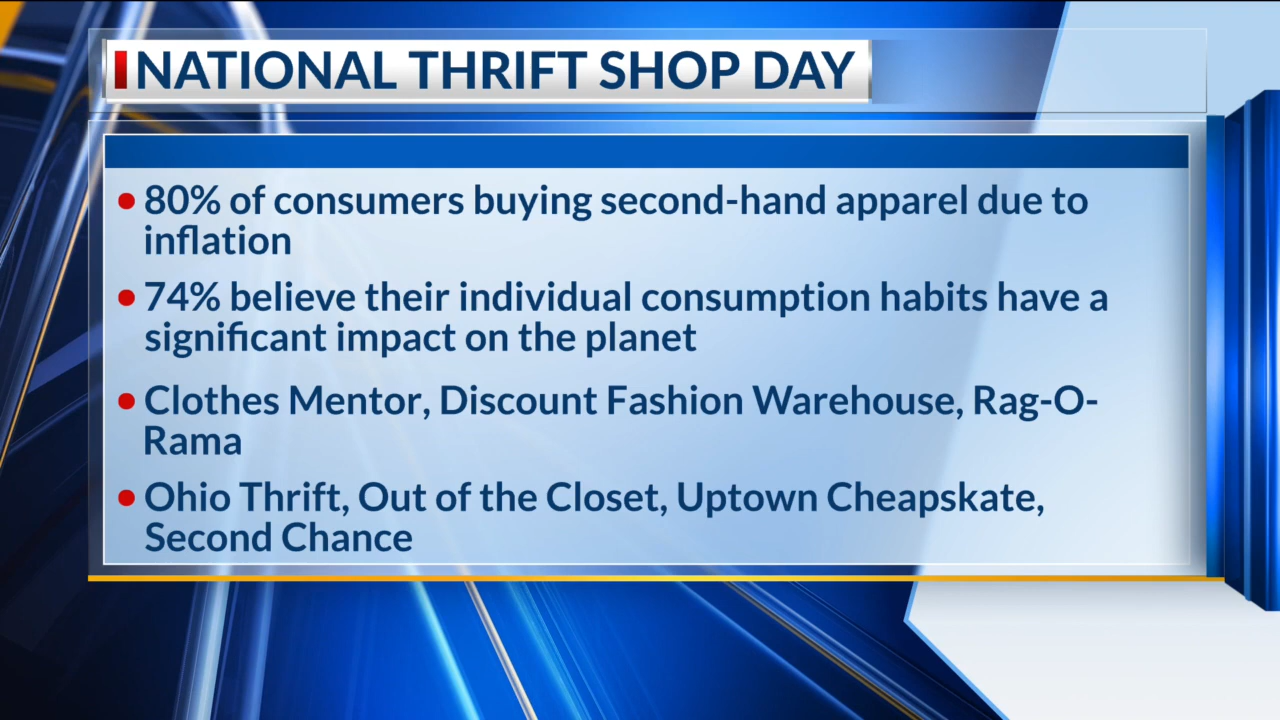 NATIONAL THRIFT SHOP DAY
• 80% of consumers buying second-hand apparel due to
inflation
• 74% believe their individual consumption habits have a
significant impact on the planet
• Clothes Mentor, Discount Fashion Warehouse, Rag-O-
Rama
• Ohio Thrift, Out of the Closet, Uptown Cheapskate,
Second Chance